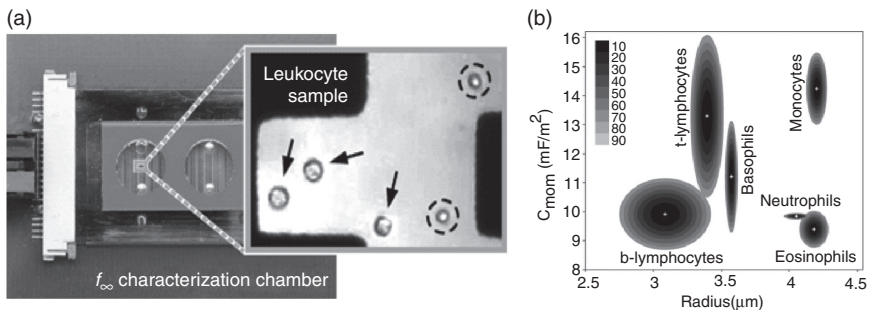 (a)
Leukocyte
sample
f∞ characterization chamber
(b)
Cmom (mF/m²)
16
15
14
13
12
11
10
9
8
10
20
30
40
50
60
70
80
90
t-lymphocytes
Basophils
Monocytes
Neutrophils
b-lymphocytes
Eosinophils
2.5
3
3.5
4
4.5
Radius(μm)